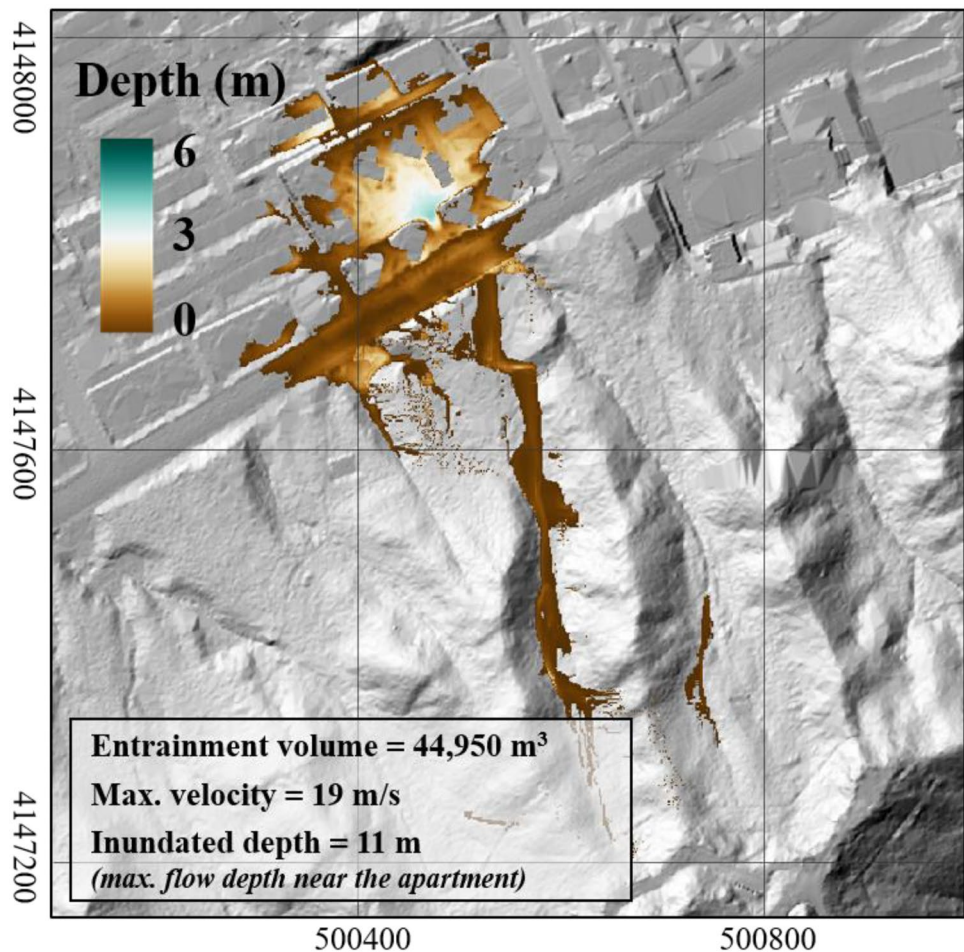 4148000
Depth (m)
6
3
0
4147600
Entrainment volume = 44,950 m³
Max. velocity = 19 m/s
Inundated depth = 11 m
(max. flow depth near the apartment)
4147200
500400
500800